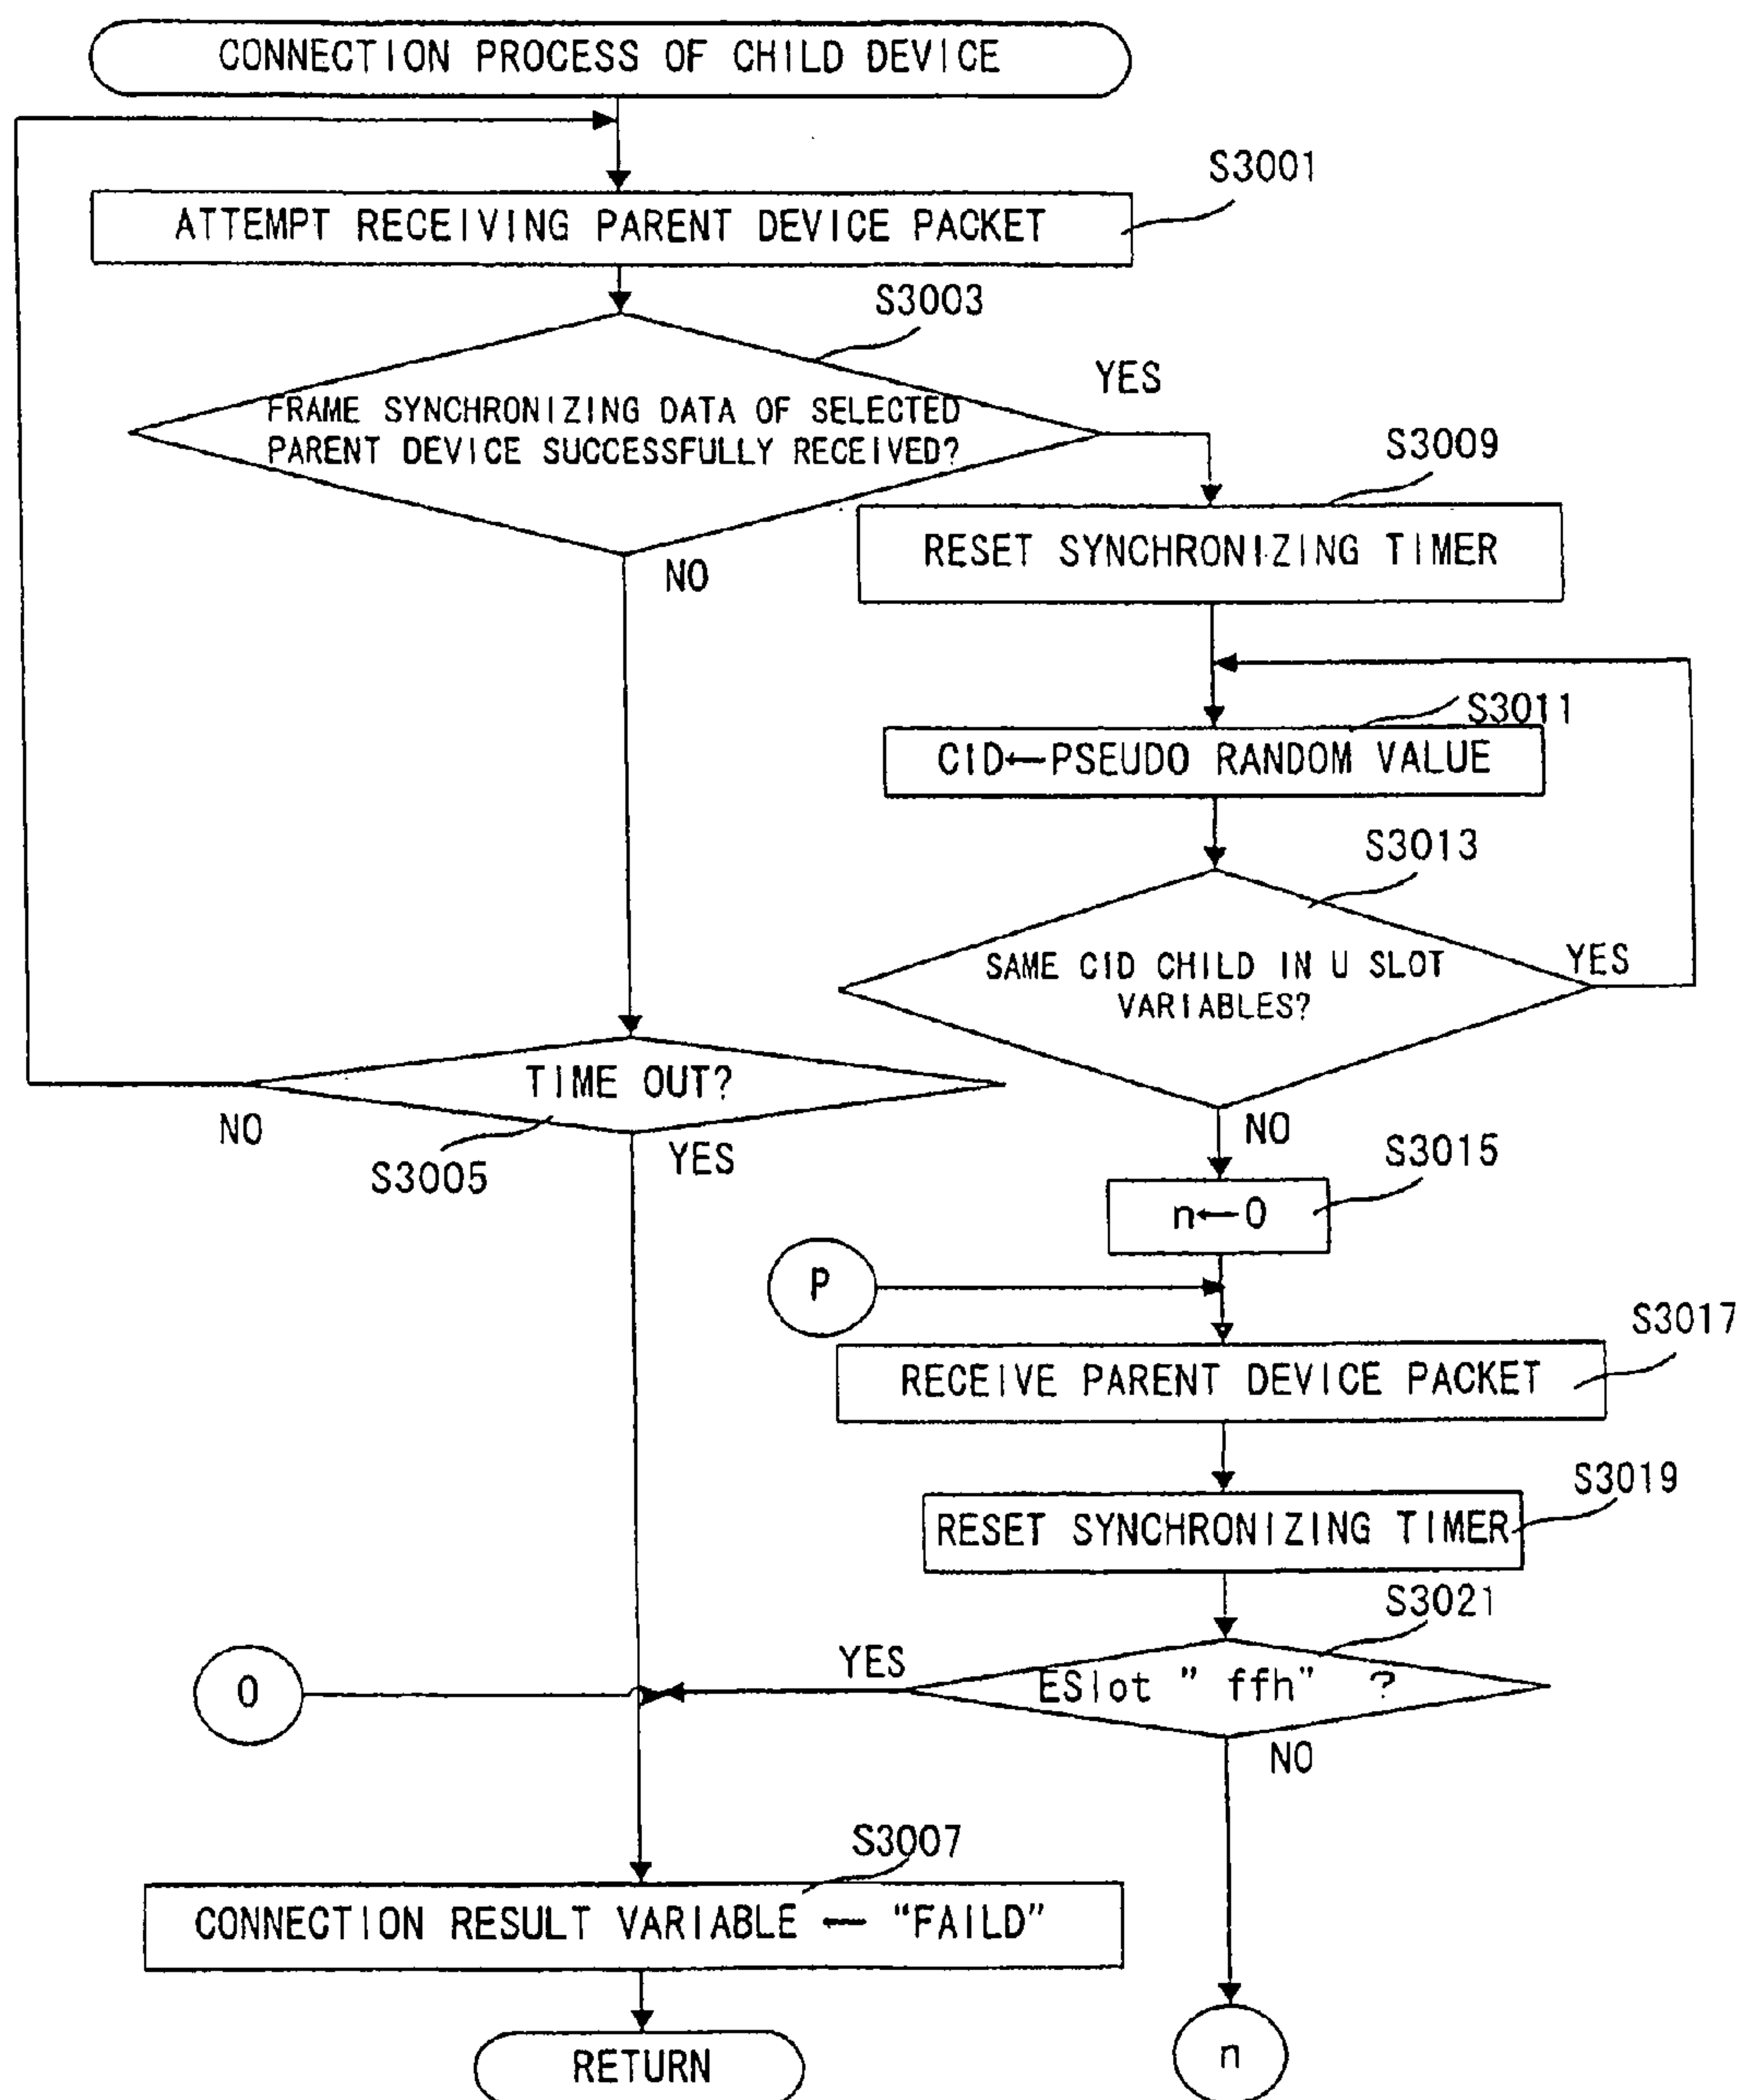 CONNECTION PROCESS OF CHILD DEVICE
S3001
ATTEMPT RECEIVING PARENT DEVICE PACKET
S3003
YES
FRAME SYNCHRONIZING DATA OF SELECTED
PARENT DEVICE SUCCESSFULLY RECEIVED?
NO
S3009
RESET SYNCHRONIZING TIMER
S3011
CID←PSEUDO RANDOM VALUE
S3013
SAME CID CHILD IN U SLOT
VARIABLES?
YES
NO
TIME OUT?
NO
YES
S3005
S3015
n←0
P
S3017
RECEIVE PARENT DEVICE PACKET
S3019
RESET SYNCHRONIZING TIMER
S3021
ESlot " ffh" ?
YES
NO
O
S3007
CONNECTION RESULT VARIABLE ← “FAILD”
RETURN
n